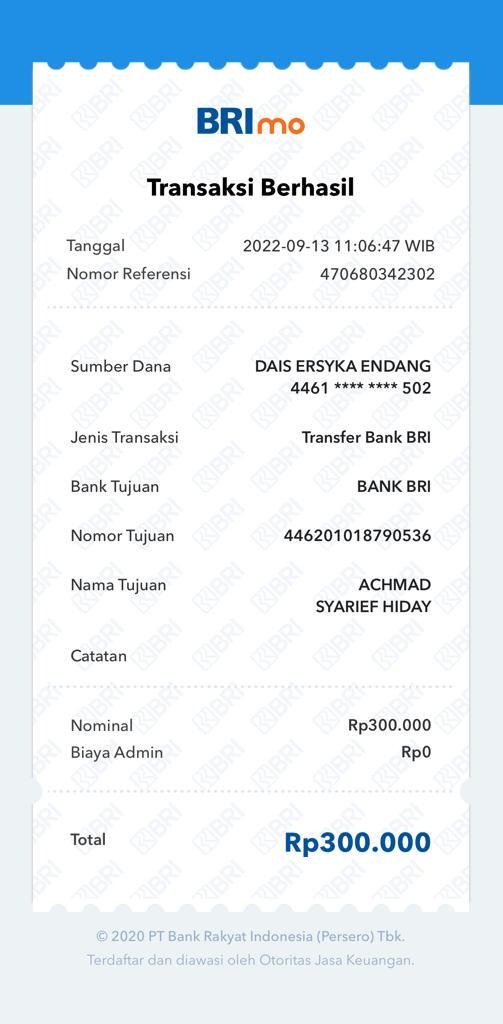 BRImo
Transaksi Berhasil
Tanggal 2022-09-13 11:06:47 WIB
Nomor Referensi 470680342302
Sumber Dana DAIS ERSYKA ENDANG
4461 **** **** 502
Jenis Transaksi Transfer Bank BRI
Bank Tujuan BANK BRI
Nomor Tujuan 446201018790536
Nama Tujuan ACHMAD
SYARIEF HIDAY
Catatan
Nominal Rp300.000
Biaya Admin Rp0
Total Rp300.000
© 2020 PT Bank Rakyat Indonesia (Persero) Tbk.
Terdaftar dan diawasi oleh Otoritas Jasa Keuangan.